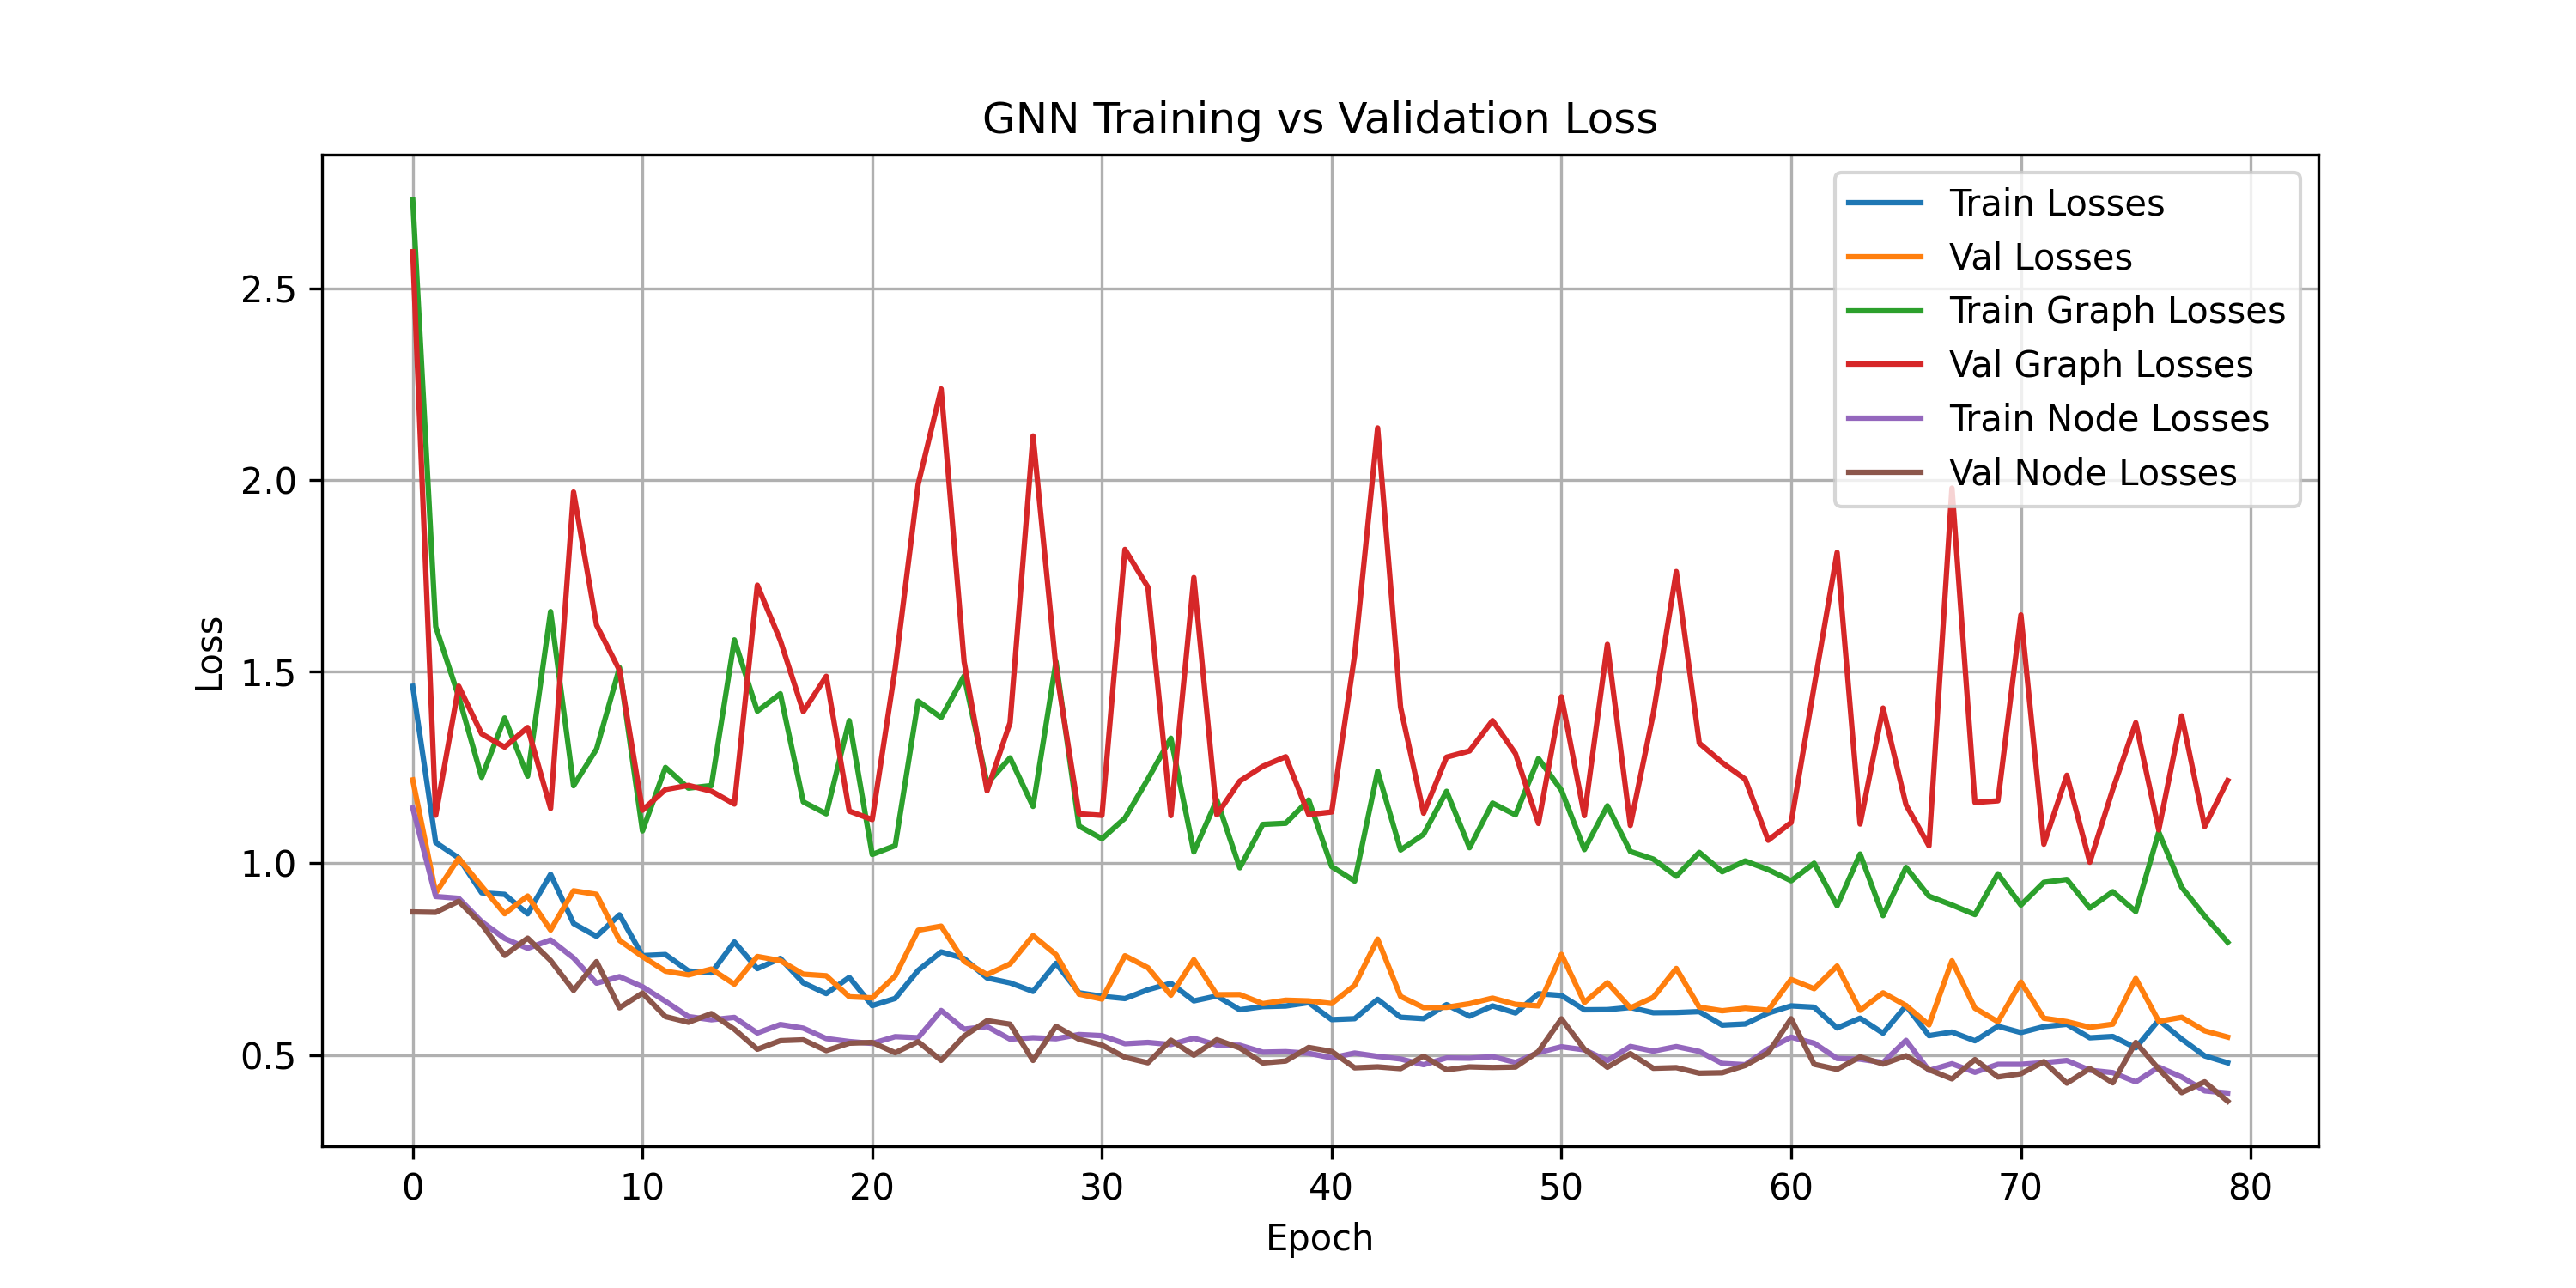 GNN Training vs Validation Loss
Train Losses
Val Losses
Train Graph Losses
Val Graph Losses
Train Node Losses
Val Node Losses
2.5
2.0
1.5
1.0
0.5
Loss
0 10 20 30 40 50 60 70 80
Epoch